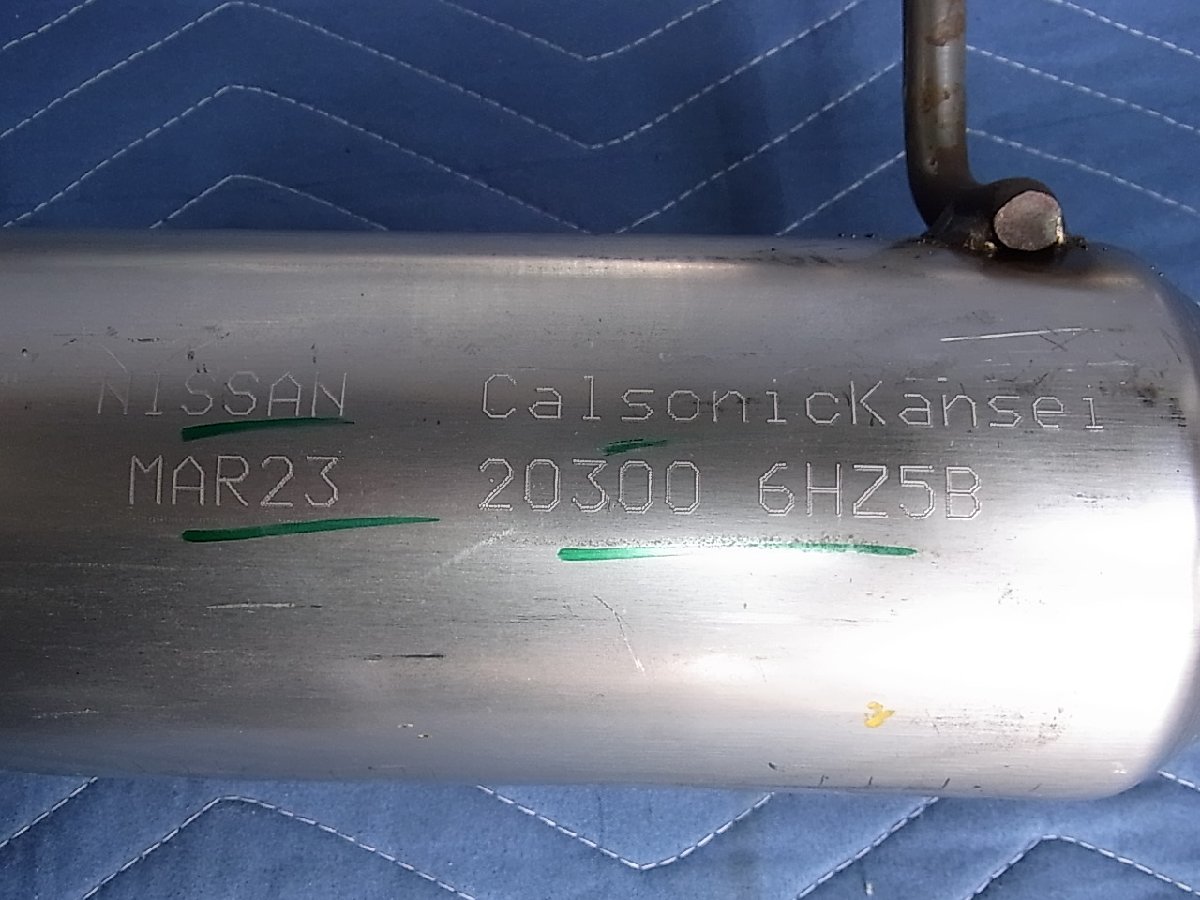 NISSAN CalsonicKansei
MAR23 20300 6HZ5B